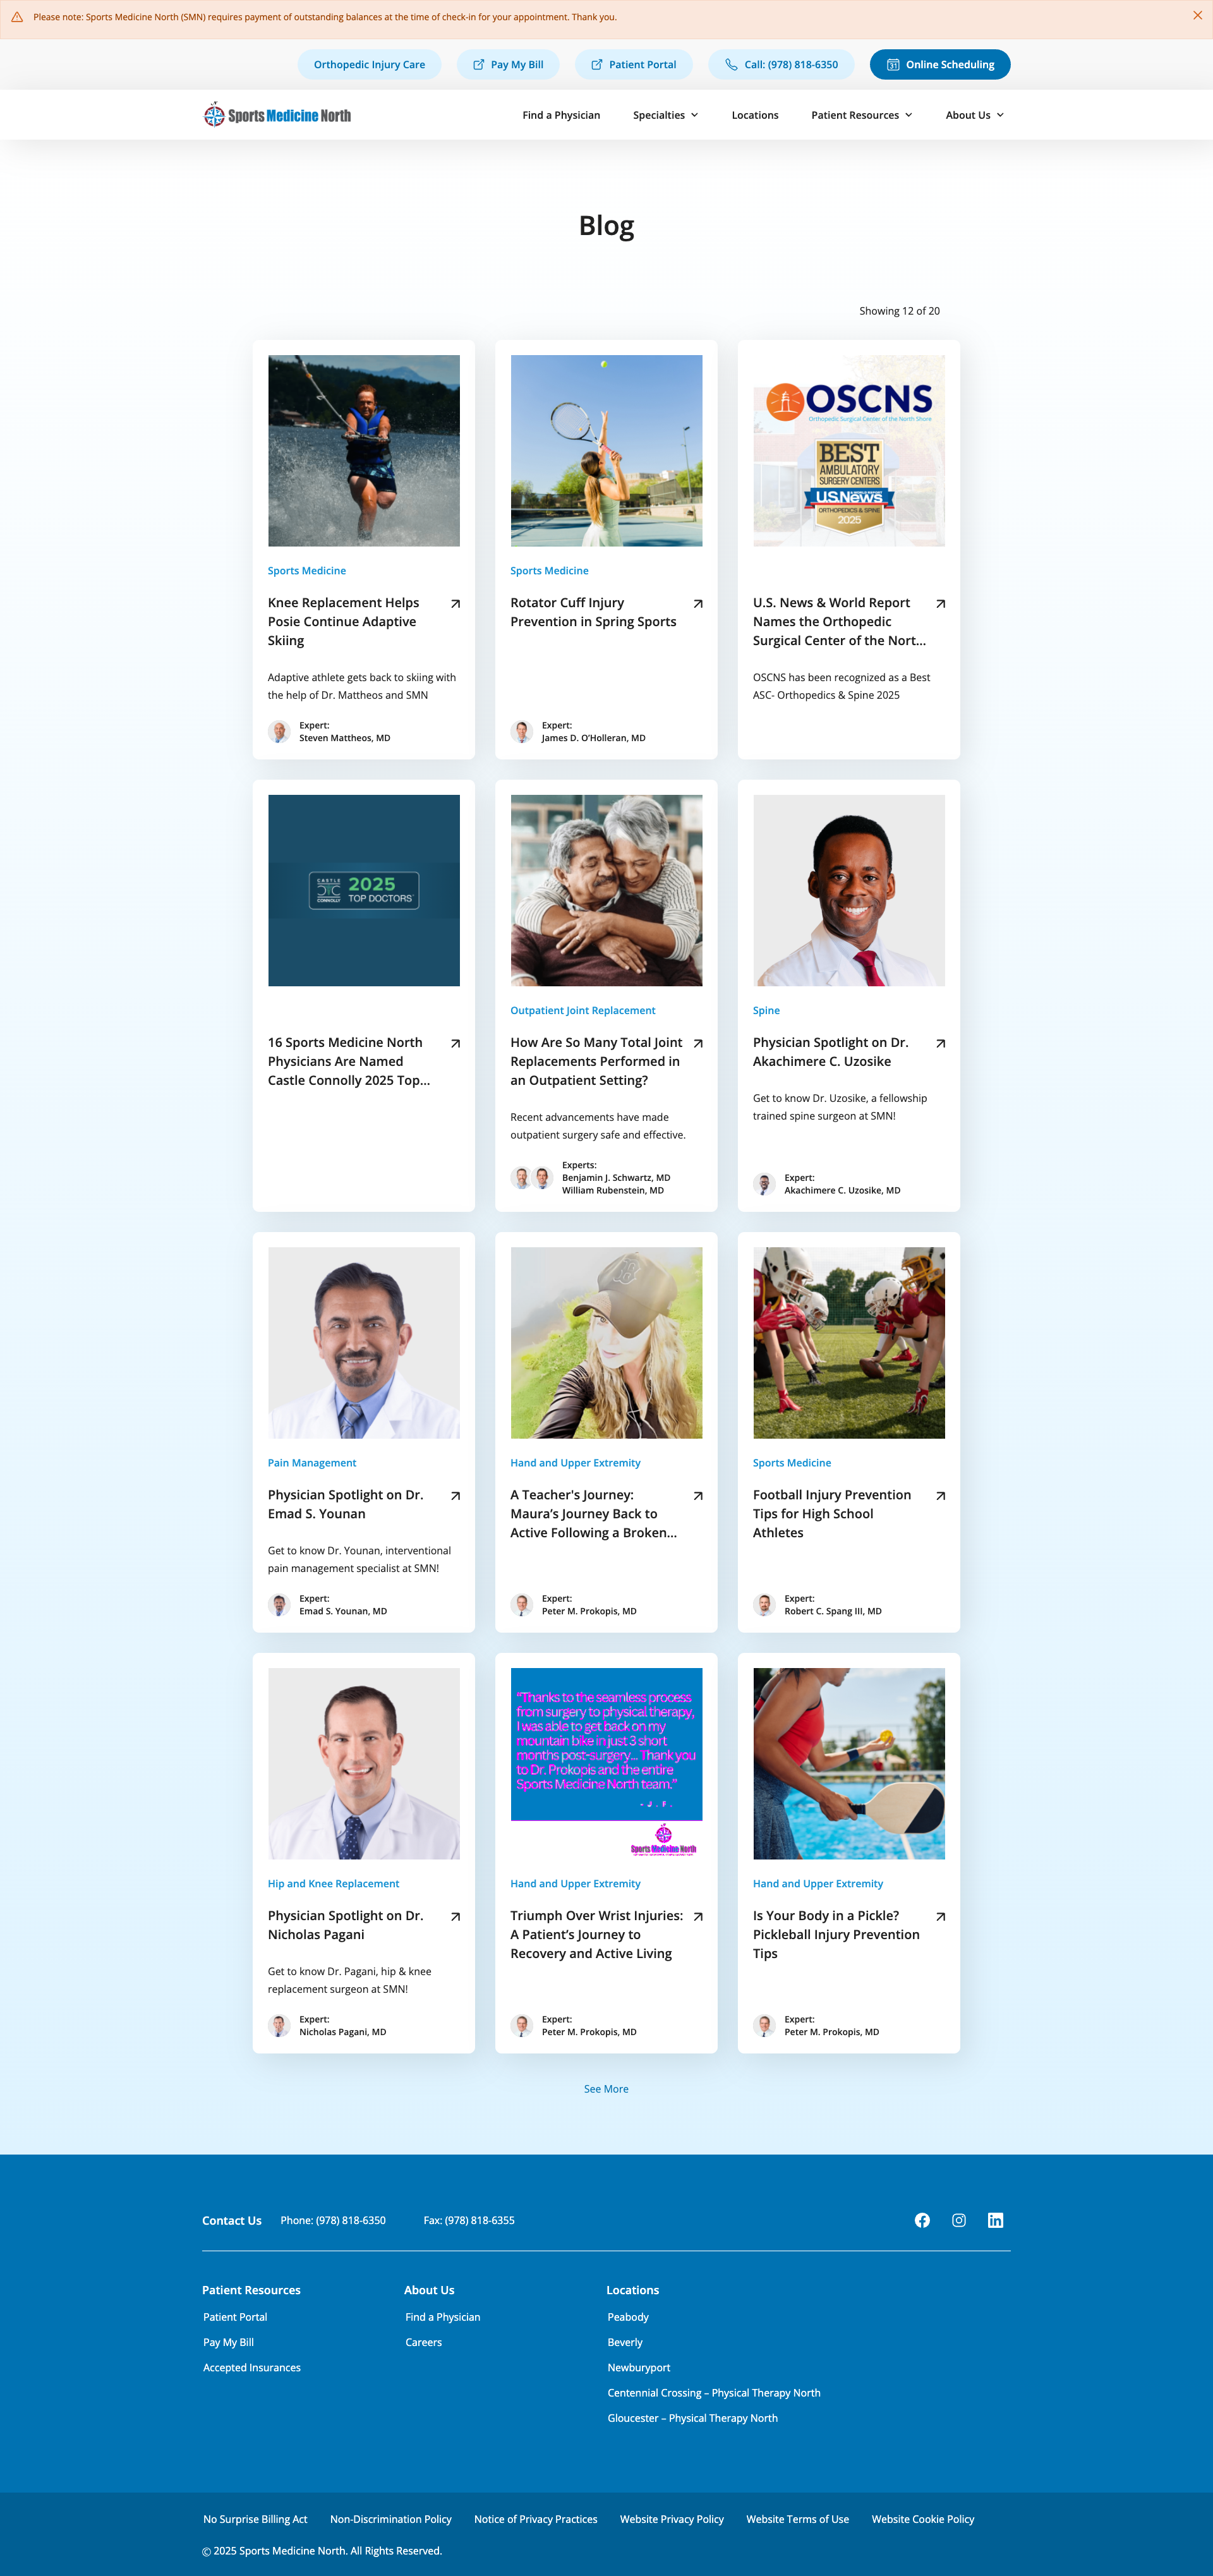 Please note: Sports Medicine North (SMN) requires payment of outstanding balances at the time of check-in for your appointment. Thank you.
Orthopedic Injury Care
Pay My Bill
Patient Portal
Call: (978) 818-6350
31
Online Scheduling
Sports Medicine North
Find a Physician
Specialties
Locations
Patient Resources
About Us
Blog
Showing 12 of 20
Sports Medicine
Knee Replacement Helps
Posie Continue Adaptive
Skiing
Adaptive athlete gets back to skiing with
the help of Dr. Mattheos and SMN
Expert:
Steven Mattheos, MD
Sports Medicine
Rotator Cuff Injury
Prevention in Spring Sports
Expert:
James D. O’Holleran, MD
OSCNS
Orthopedic Surgical Center of the North Shore
BEST
AMBULATORY
SURGERY CENTERS
U.S.News
ORTHOPEDICS & SPINE
2025
U.S. News & World Report
Names the Orthopedic
Surgical Center of the Nort...
OSCNS has been recognized as a Best
ASC- Orthopedics & Spine 2025
CASTLE
CONNOLLY
2025
TOP DOCTORS
16 Sports Medicine North
Physicians Are Named
Castle Connolly 2025 Top...
Outpatient Joint Replacement
How Are So Many Total Joint
Replacements Performed in
an Outpatient Setting?
Recent advancements have made
outpatient surgery safe and effective.
Experts:
Benjamin J. Schwartz, MD
William Rubenstein, MD
Spine
Physician Spotlight on Dr.
Akachimere C. Uzosike
Get to know Dr. Uzosike, a fellowship
trained spine surgeon at SMN!
Expert:
Akachimere C. Uzosike, MD
Pain Management
Physician Spotlight on Dr.
Emad S. Younan
Get to know Dr. Younan, interventional
pain management specialist at SMN!
Expert:
Emad S. Younan, MD
18
Hand and Upper Extremity
A Teacher's Journey:
Maura’s Journey Back to
Active Following a Broken...
Expert:
Peter M. Prokopis, MD
Sports Medicine
Football Injury Prevention
Tips for High School
Athletes
Expert:
Robert C. Spang III, MD
Hip and Knee Replacement
Physician Spotlight on Dr.
Nicholas Pagani
Get to know Dr. Pagani, hip & knee
replacement surgeon at SMN!
Expert:
Nicholas Pagani, MD
“Thanks to the seamless process
from surgery to physical therapy,
I was able to get back on my
mountain bike in just 3 short
months post-surgery... Thank you
to Dr. Prokopis and the entire
Sports Medicine North team.”
- J. F.
Sports Medicine North
Hand and Upper Extremity
Triumph Over Wrist Injuries:
A Patient’s Journey to
Recovery and Active Living
Expert:
Peter M. Prokopis, MD
Hand and Upper Extremity
Is Your Body in a Pickle?
Pickleball Injury Prevention
Tips
Expert:
Peter M. Prokopis, MD
See More
Contact Us
Phone: (978) 818-6350
Fax: (978) 818-6355
Patient Resources
Patient Portal
Pay My Bill
Accepted Insurances
About Us
Find a Physician
Careers
Locations
Peabody
Beverly
Newburyport
Centennial Crossing – Physical Therapy North
Gloucester – Physical Therapy North
No Surprise Billing Act
Non-Discrimination Policy
Notice of Privacy Practices
Website Privacy Policy
Website Terms of Use
Website Cookie Policy
© 2025 Sports Medicine North. All Rights Reserved.